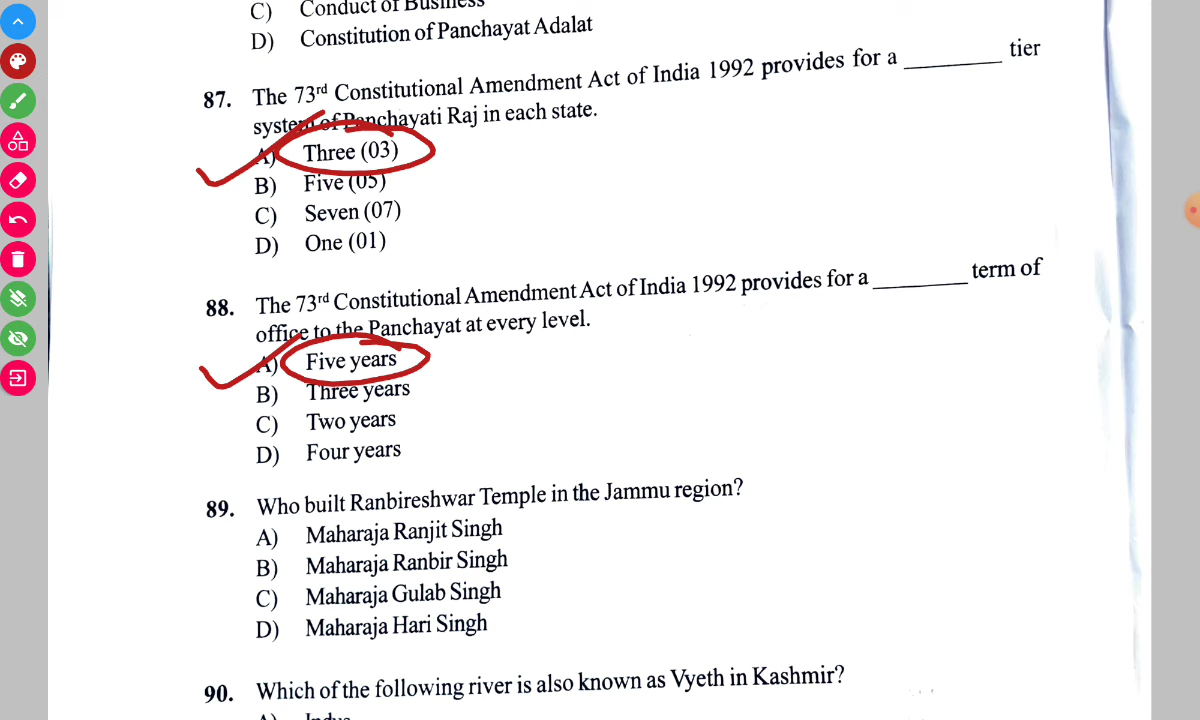 C) Conduct of Business
D) Constitution of Panchayat Adalat
87. The 73rd Constitutional Amendment Act of India 1992 provides for a ________ tier
system of Panchayati Raj in each state.
A) Three (03)
B) Five (05)
C) Seven (07)
D) One (01)
88. The 73rd Constitutional Amendment Act of India 1992 provides for a ________ term of
office to the Panchayat at every level.
A) Five years
B) Three years
C) Two years
D) Four years
89. Who built Ranbireshwar Temple in the Jammu region?
A) Maharaja Ranjit Singh
B) Maharaja Ranbir Singh
C) Maharaja Gulab Singh
D) Maharaja Hari Singh
90. Which of the following river is also known as Vyeth in Kashmir?
A) Indus